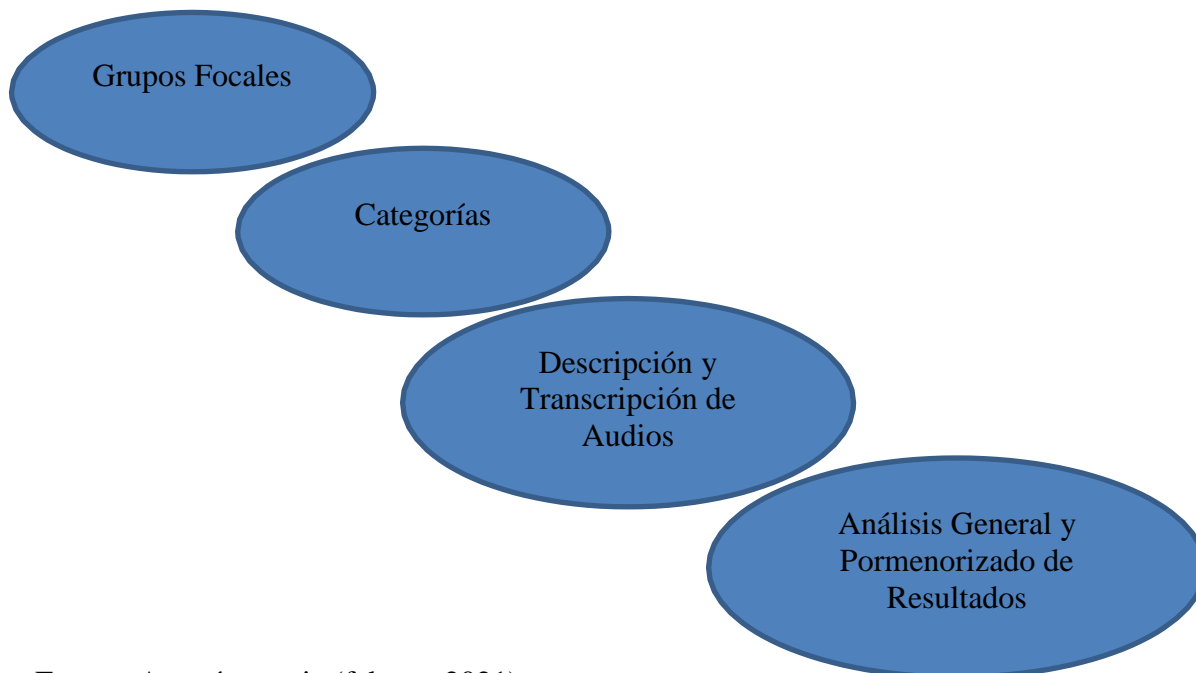 Grupos Focales
Categorías
Descripción y
Transcripción de
Audios
Análisis General y
Pormenorizado de
Resultados